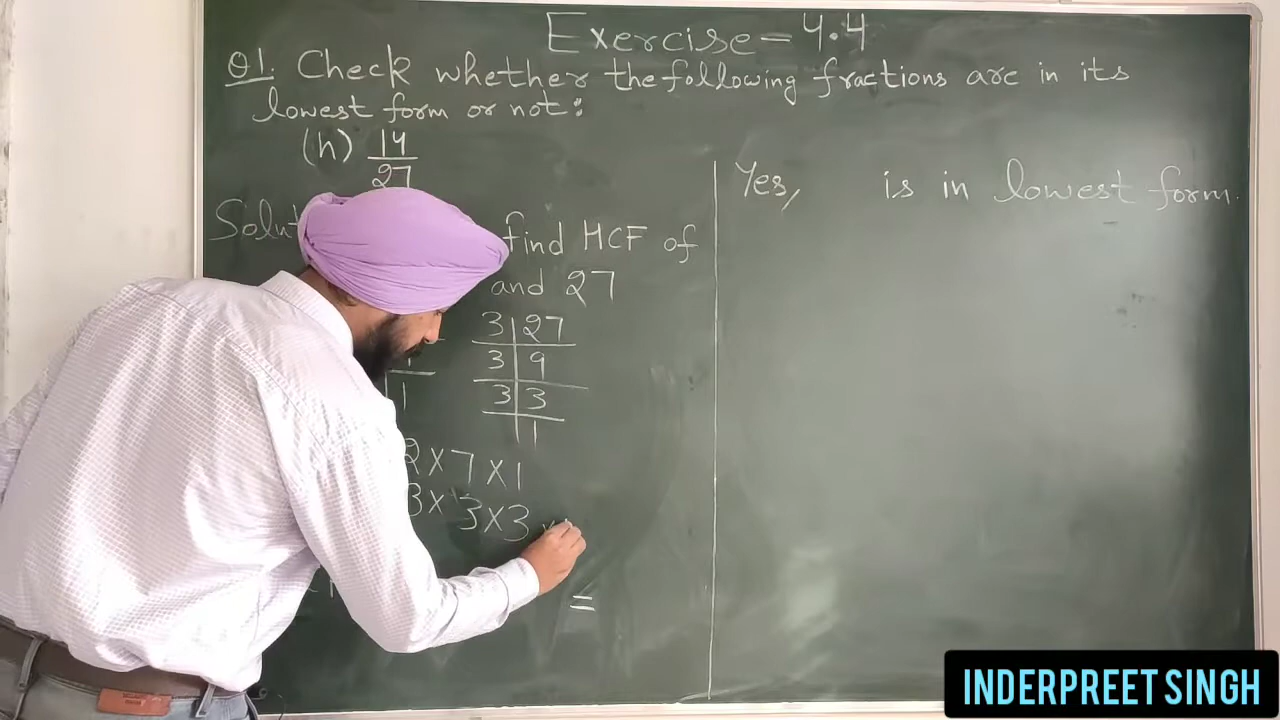 Exercise = 4.4
Q1. Check whether the following fractions are in its
lowest form or not:
(h) 14
27
Solut find HCF of
and 27
3 | 27
3 | 9
3 | 3
1
1
2 × 7 × 1
3 × 3 × 3 ×
=
Yes, is in lowest form.
INDERPREET SINGH